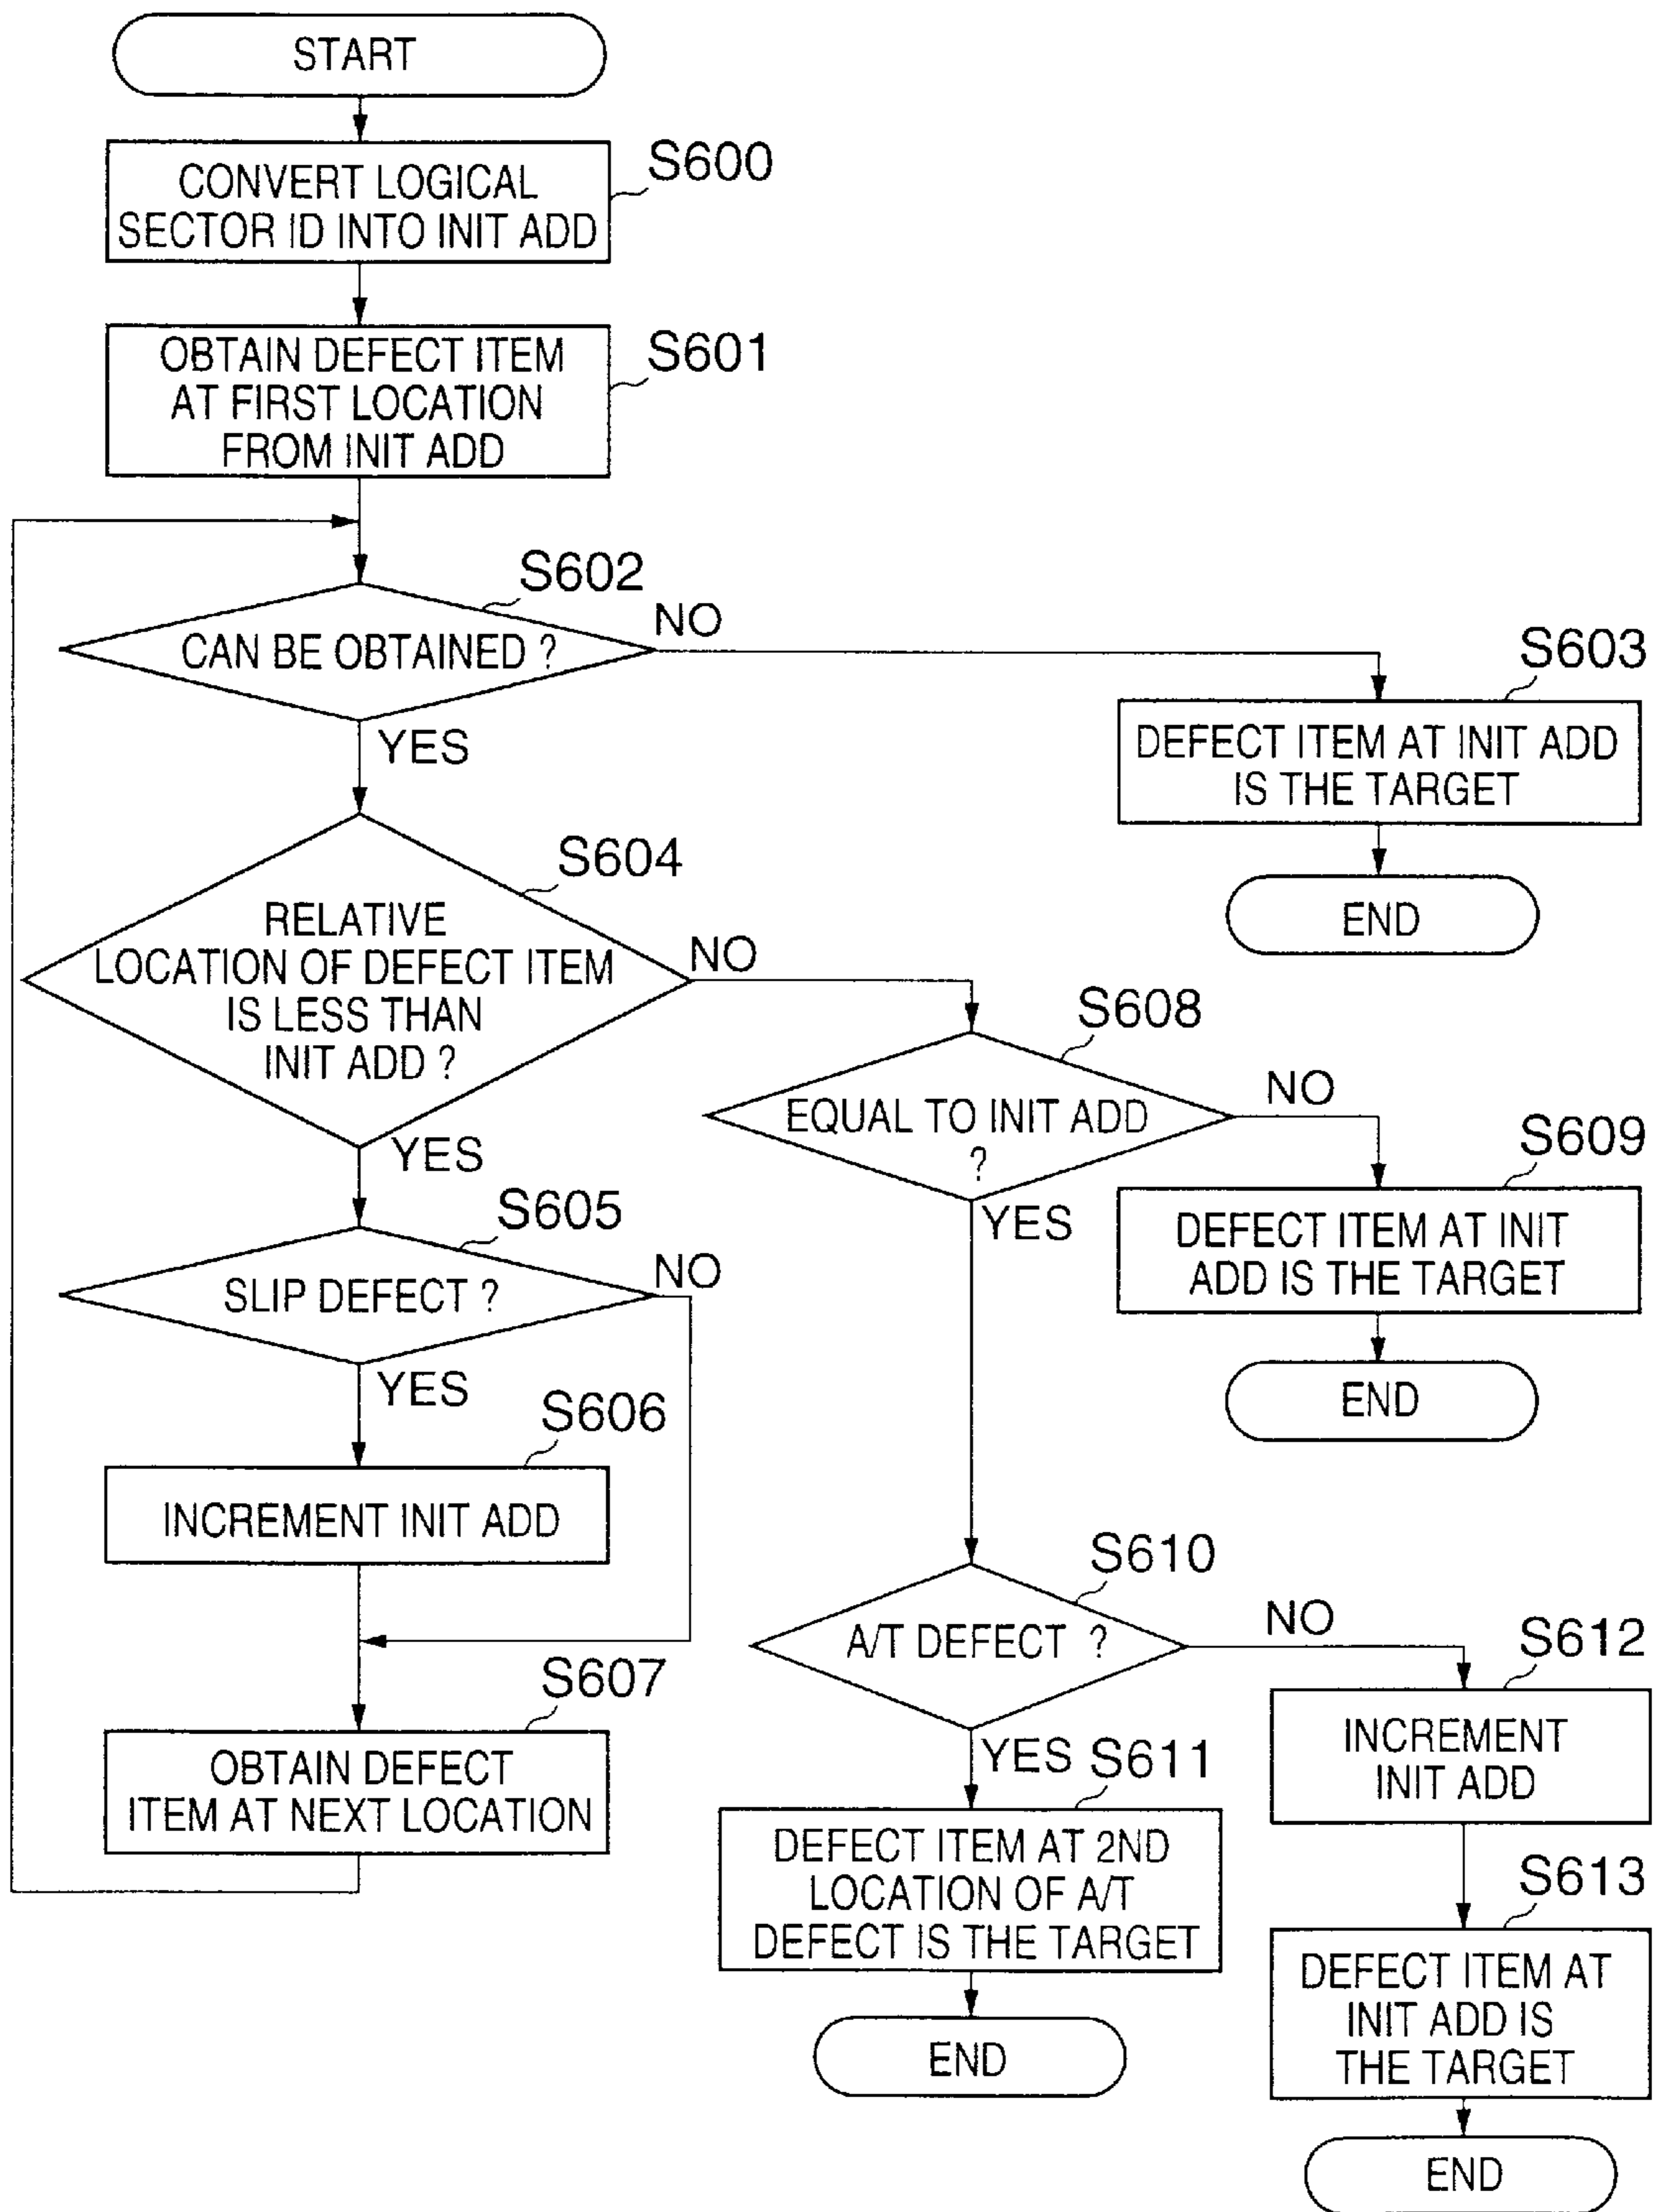 START
CONVERT LOGICAL
SECTOR ID INTO INIT ADD
S600
OBTAIN DEFECT ITEM
AT FIRST LOCATION
FROM INIT ADD
S601
S602
CAN BE OBTAINED ?
NO
YES
S603
DEFECT ITEM AT INIT ADD
IS THE TARGET
END
S604
RELATIVE
LOCATION OF DEFECT ITEM
IS LESS THAN
INIT ADD ?
NO
YES
S608
EQUAL TO INIT ADD
?
NO
YES
S609
DEFECT ITEM AT INIT
ADD IS THE TARGET
END
S605
SLIP DEFECT ?
NO
YES
S606
INCREMENT INIT ADD
S607
OBTAIN DEFECT
ITEM AT NEXT LOCATION
S610
A/T DEFECT ?
NO
YES
S611
DEFECT ITEM AT 2ND
LOCATION OF A/T
DEFECT IS THE TARGET
END
S612
INCREMENT
INIT ADD
S613
DEFECT ITEM AT
INIT ADD IS
THE TARGET
END